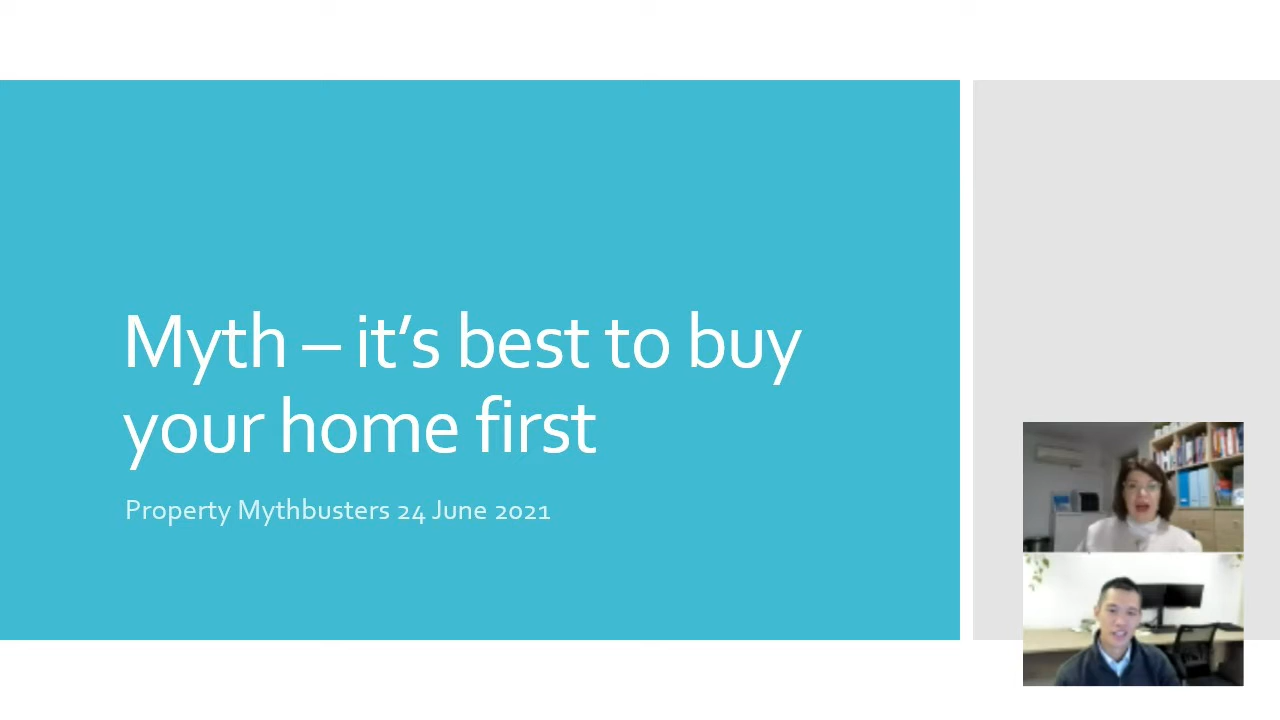 Myth – it’s best to buy
your home first
Property Mythbusters 24 June 2021